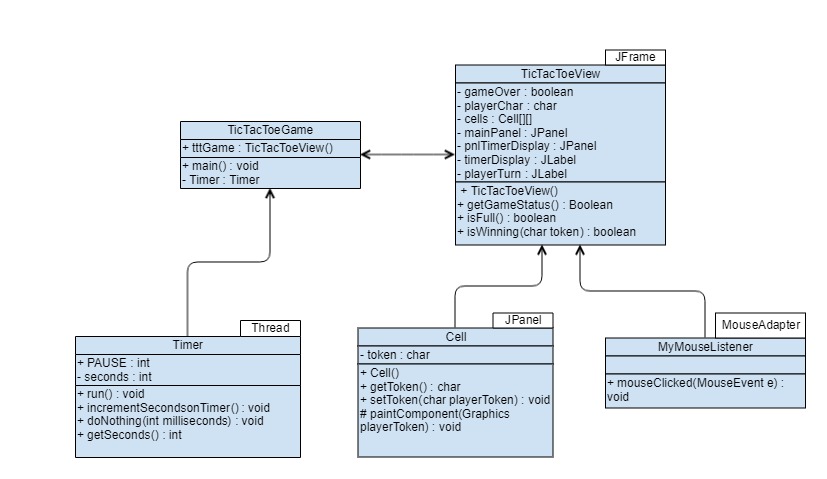 JFrame
TicTacToeView
- gameOver : boolean
- playerChar : char
- cells : Cell[][]
- mainPanel : JPanel
- pnlTimerDisplay : JPANEL
- timerDisplay : JLabel
- playerTurn : JLabel
+ TicTacToeView()
+ getGameStatus() : Boolean
+ isFull() : boolean
+ isWinning(char token) : boolean
TicTacToeGame
+ tttGame : TicTacToeView()
+ main() : void
- Timer : Timer
Thread
Timer
+ PAUSE : int
- seconds : int
+ run() : void
+ incrementSecondsonTimer() : void
+ doNothing(int milliseconds) : void
+ getSeconds() : int
JPanel
Cell
- token : char
+ Cell()
+ getToken() : char
+ setToken(char playerToken) : void
# paintComponent(Graphics
playerToken) : void
MouseAdapter
MyMouseListener
+ mouseClicked(MouseEvent e) :
void